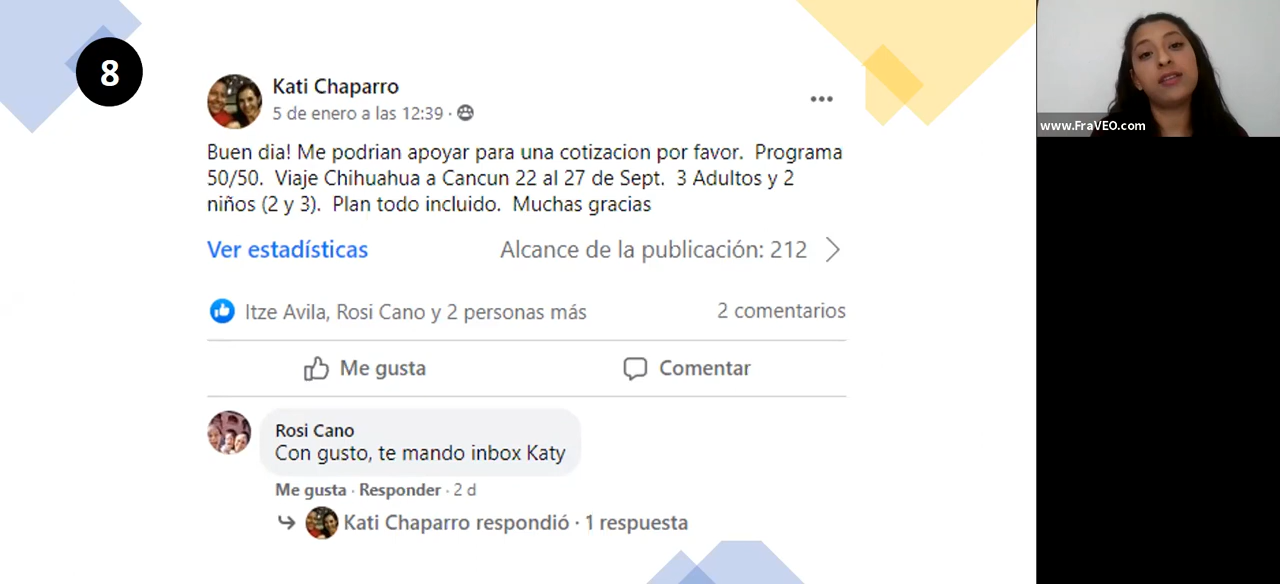 8
Kati Chaparro
5 de enero a las 12:39 ·
Buen dia! Me podrian apoyar para una cotizacion por favor. Programa
50/50. Viaje Chihuahua a Cancun 22 al 27 de Sept. 3 Adultos y 2
niños (2 y 3). Plan todo incluido. Muchas gracias
Ver estadísticas
Alcance de la publicación: 212
Itze Avila, Rosi Cano y 2 personas más
2 comentarios
Me gusta
Comentar
Rosi Cano
Con gusto, te mando inbox Katy
Me gusta · Responder · 2 d
Kati Chaparro respondió · 1 respuesta
www.FraVEO.com